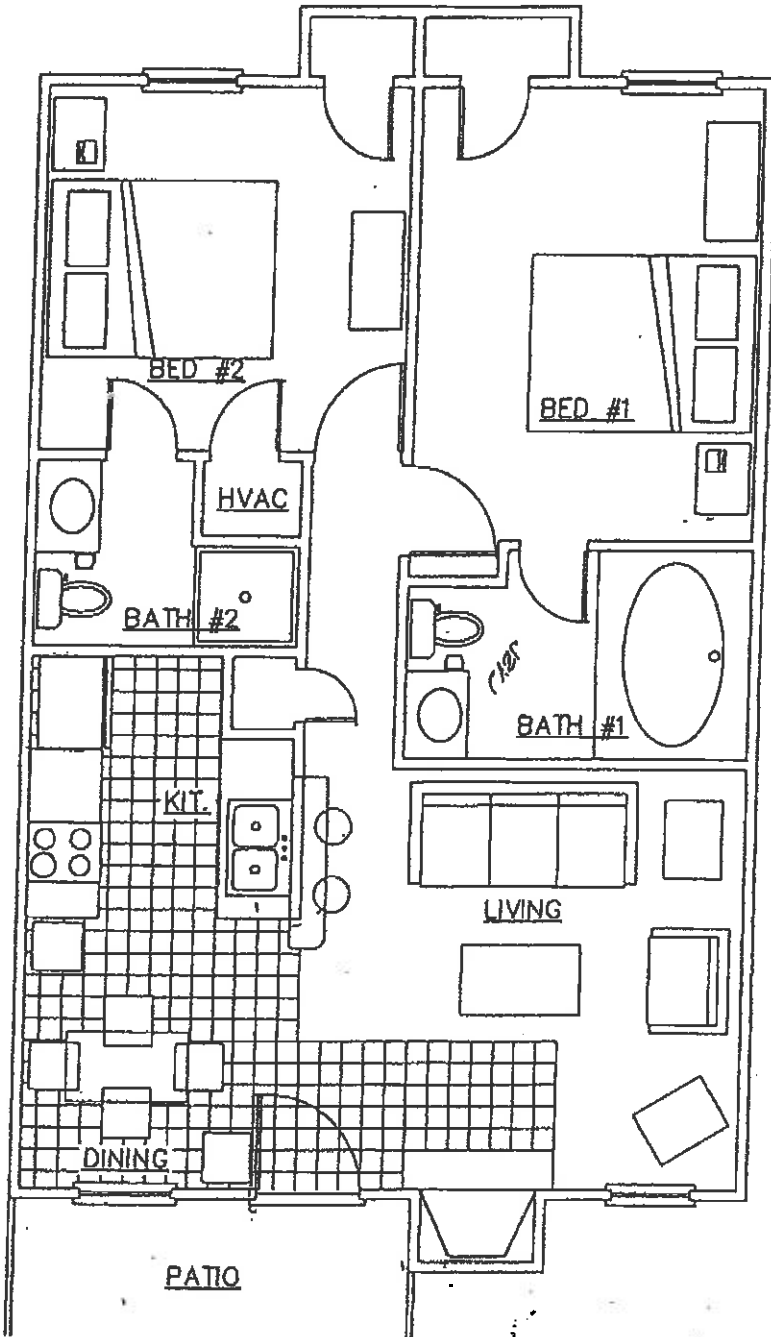 BED #2
BED #1
HVAC
BATH #2
BATH #1
KIT.
LIVING
DINING
PATIO